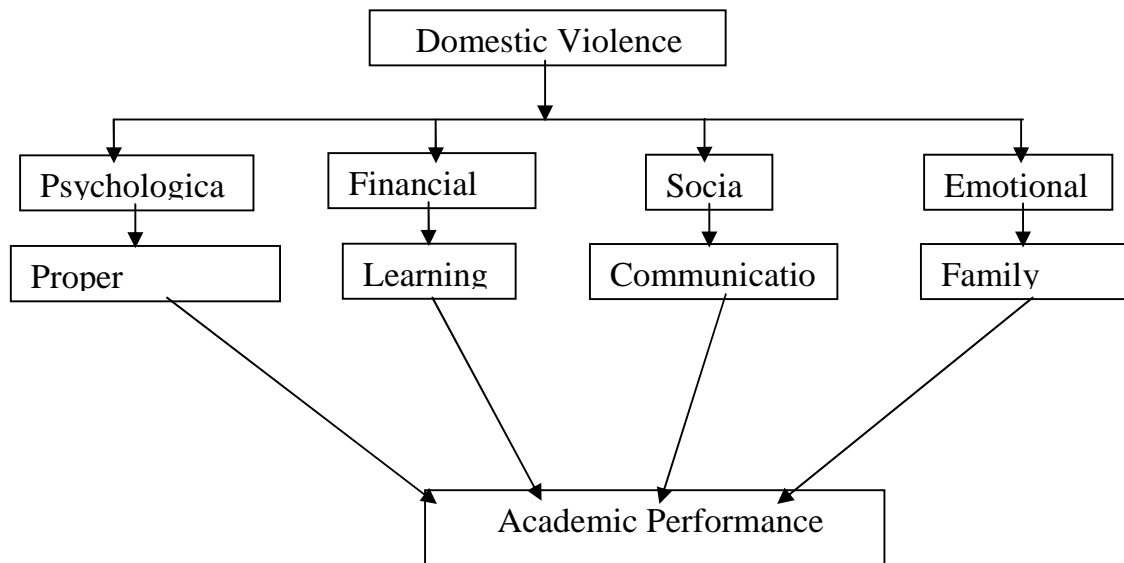 Domestic Violence
Psychologica
Financial
Socia
Emotional
Proper
Learning
Communicatio
Family
Academic Performance